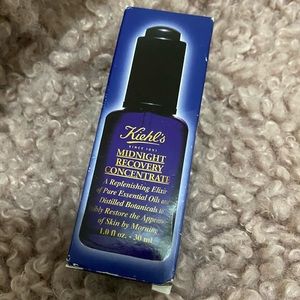 Kiehl's
SINCE 1851
MIDNIGHT
RECOVERY
CONCENTRATE
A Replenishing Elixir
of Pure Essential Oils and
Distilled Botanicals to
Visibly Restore the Appearance
of Skin by Morning
1.0 fl. oz. - 30 ml